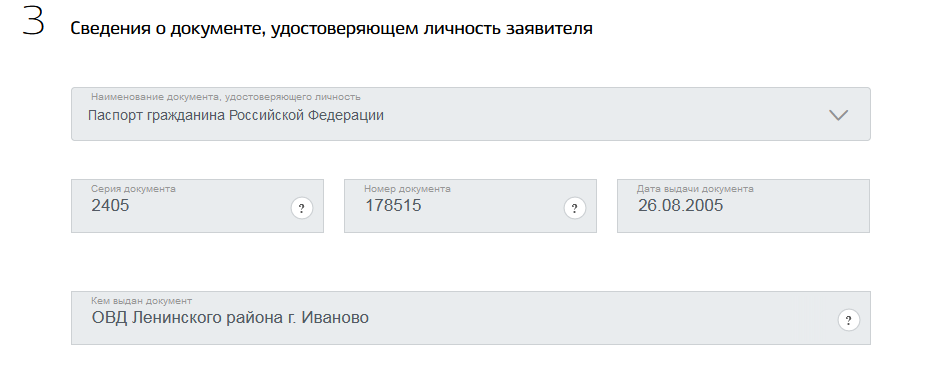 3
Сведения о документе, удостоверяющем личность заявителя
Наименование документа, удостоверяющего личность
Паспорт гражданина Российской Федерации
Серия документа
2405
?
Номер документа
178515
?
Дата выдачи документа
26.08.2005
Кем выдан документ
ОВД Ленинского района г. Иваново
?